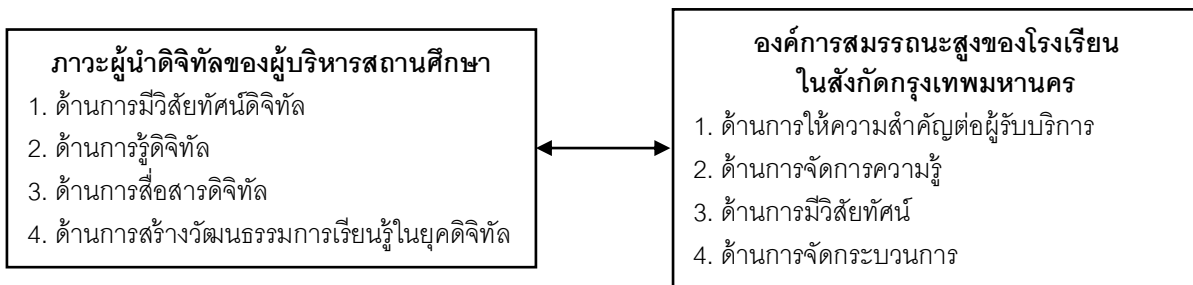 ภาวะผู้นำดิจิทัลของผู้บริหารสถานศึกษา
1. ด้านการมีวิสัยทัศน์ดิจิทัล
2. ด้านการรู้ดิจิทัล
3. ด้านการสื่อสารดิจิทัล
4. ด้านการสร้างวัฒนธรรมการเรียนรู้ในยุคดิจิทัล
องค์การสมรรถนะสูงของโรงเรียน
ในสังกัดกรุงเทพมหานคร
1. ด้านการให้ความสำคัญต่อผู้รับบริการ
2. ด้านการจัดการความรู้
3. ด้านการมีวิสัยทัศน์
4. ด้านการจัดกระบวนการ